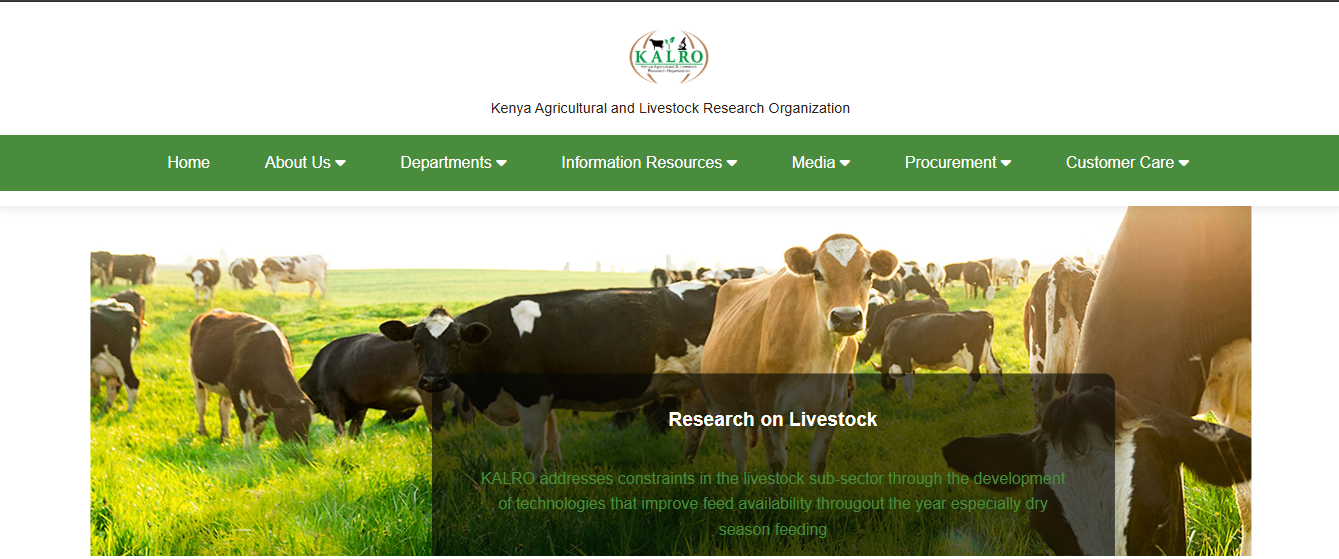 KALRO
Kenya Agricultural & Livestock
Research Organization
Kenya Agricultural and Livestock Research Organization
Home About Us Departments Information Resources Media Procurement Customer Care
Research on Livestock
KALRO addresses constraints in the livestock sub-sector through the development
of technologies that improve feed availability througout the year especially dry
season feeding